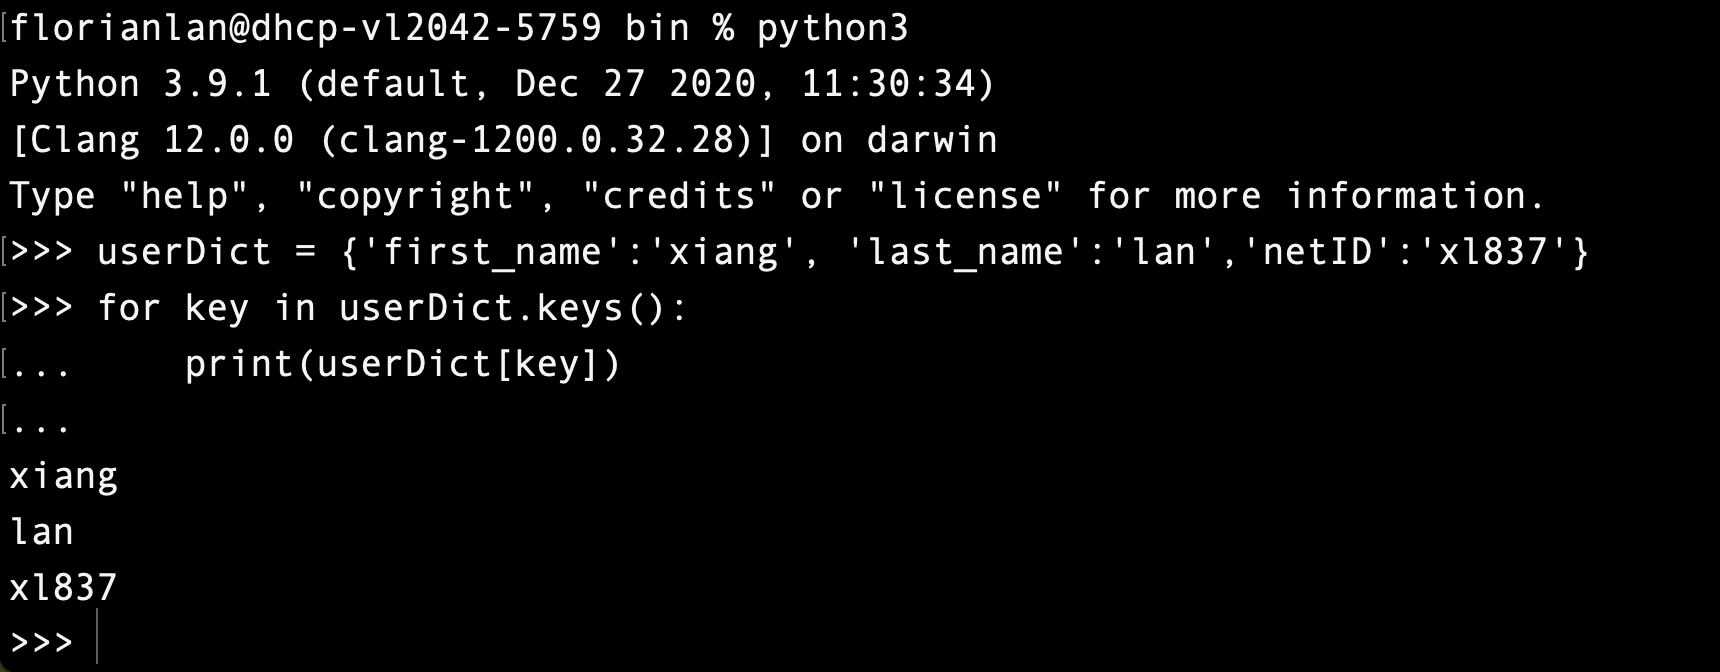 [florianlan@dhcp-vl2042-5759 bin % python3
Python 3.9.1 (default, Dec 27 2020, 11:30:34)
[Clang 12.0.0 (clang-1200.0.32.28)] on darwin
Type "help", "copyright", "credits" or "license" for more information.
[>>> userDict = {'first_name':'xiang', 'last_name':'lan','netID':'xl837'}
[>>> for key in userDict.keys():
[...     print(userDict[key])
[...
xiang
lan
xl837
>>>